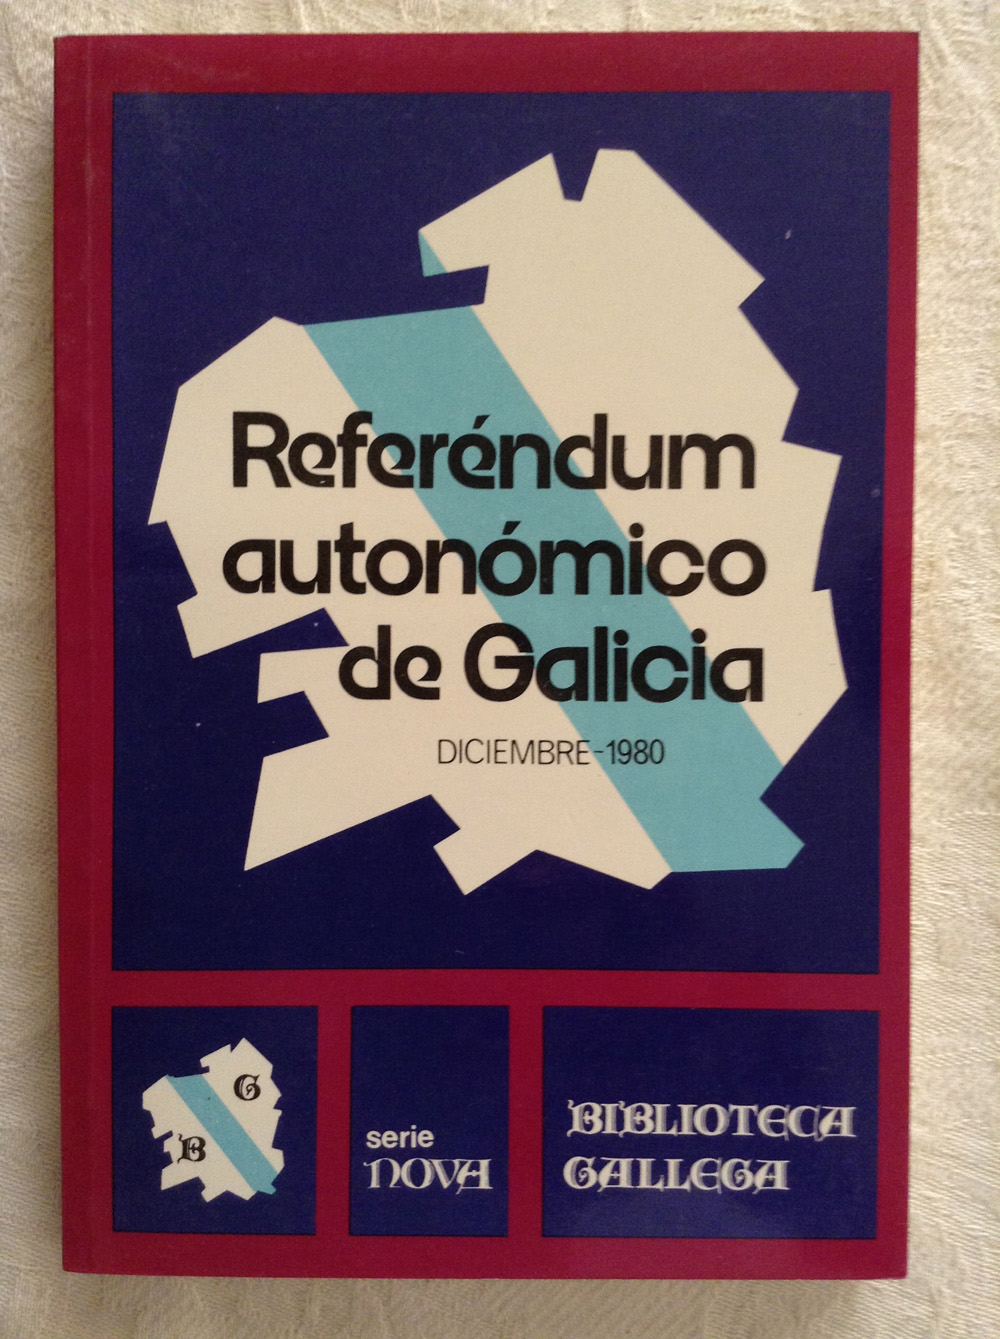 Referéndum
autonómico
de Galicia
DICIEMBRE-1980
G
B
serie
NOVA
BIBLIOTECA
GALLEGA